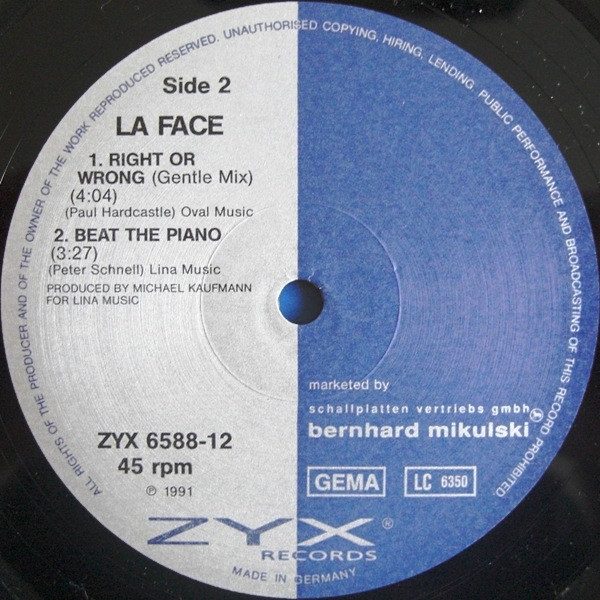 ALL RIGHTS OF THE PRODUCER AND OF THE OWNER OF THE WORK REPRODUCED RESERVED. UNAUTHORISED COPYING, HIRING, LENDING, PUBLIC PERFORMANCE AND BROADCASTING OF THIS RECORD PROHIBITED
Side 2
LA FACE
1. RIGHT OR
WRONG (Gentle Mix)
(4:04)
(Paul Hardcastle) Oval Music
2. BEAT THE PIANO
(3:27)
(Peter Schnell) Lina Music
PRODUCED BY MICHAEL KAUFMANN
FOR LINA MUSIC
marketed by
schallplatten vertriebs gmbh
bernhard mikulski
ZYX 6588-12
45 rpm
℗ 1991
GEMA
LC 6350
ZYX®
RECORDS
MADE IN GERMANY